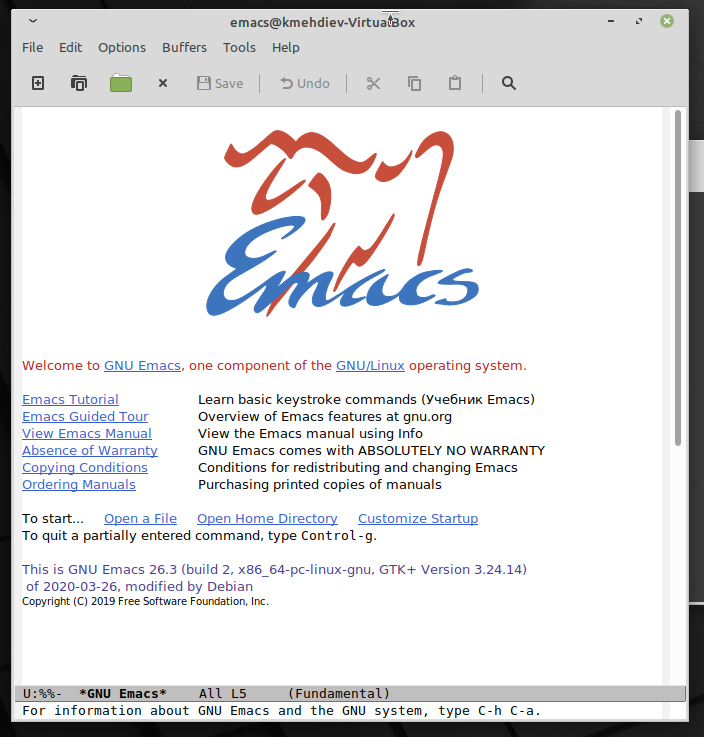 emacs@kmehdiev-VirtualBox
File Edit Options Buffers Tools Help
Save Undo
Emacs
Welcome to GNU Emacs, one component of the GNU/Linux operating system.
Emacs Tutorial Learn basic keystroke commands (Учебник Emacs)
Emacs Guided Tour Overview of Emacs features at gnu.org
View Emacs Manual View the Emacs manual using Info
Absence of Warranty GNU Emacs comes with ABSOLUTELY NO WARRANTY
Copying Conditions Conditions for redistributing and changing Emacs
Ordering Manuals Purchasing printed copies of manuals
To start... Open a File Open Home Directory Customize Startup
To quit a partially entered command, type Control-g.
This is GNU Emacs 26.3 (build 2, x86_64-pc-linux-gnu, GTK+ Version 3.24.14)
of 2020-03-26, modified by Debian
Copyright (C) 2019 Free Software Foundation, Inc.
U:%%- *GNU Emacs* All L5 (Fundamental)
For information about GNU Emacs and the GNU system, type C-h C-a.